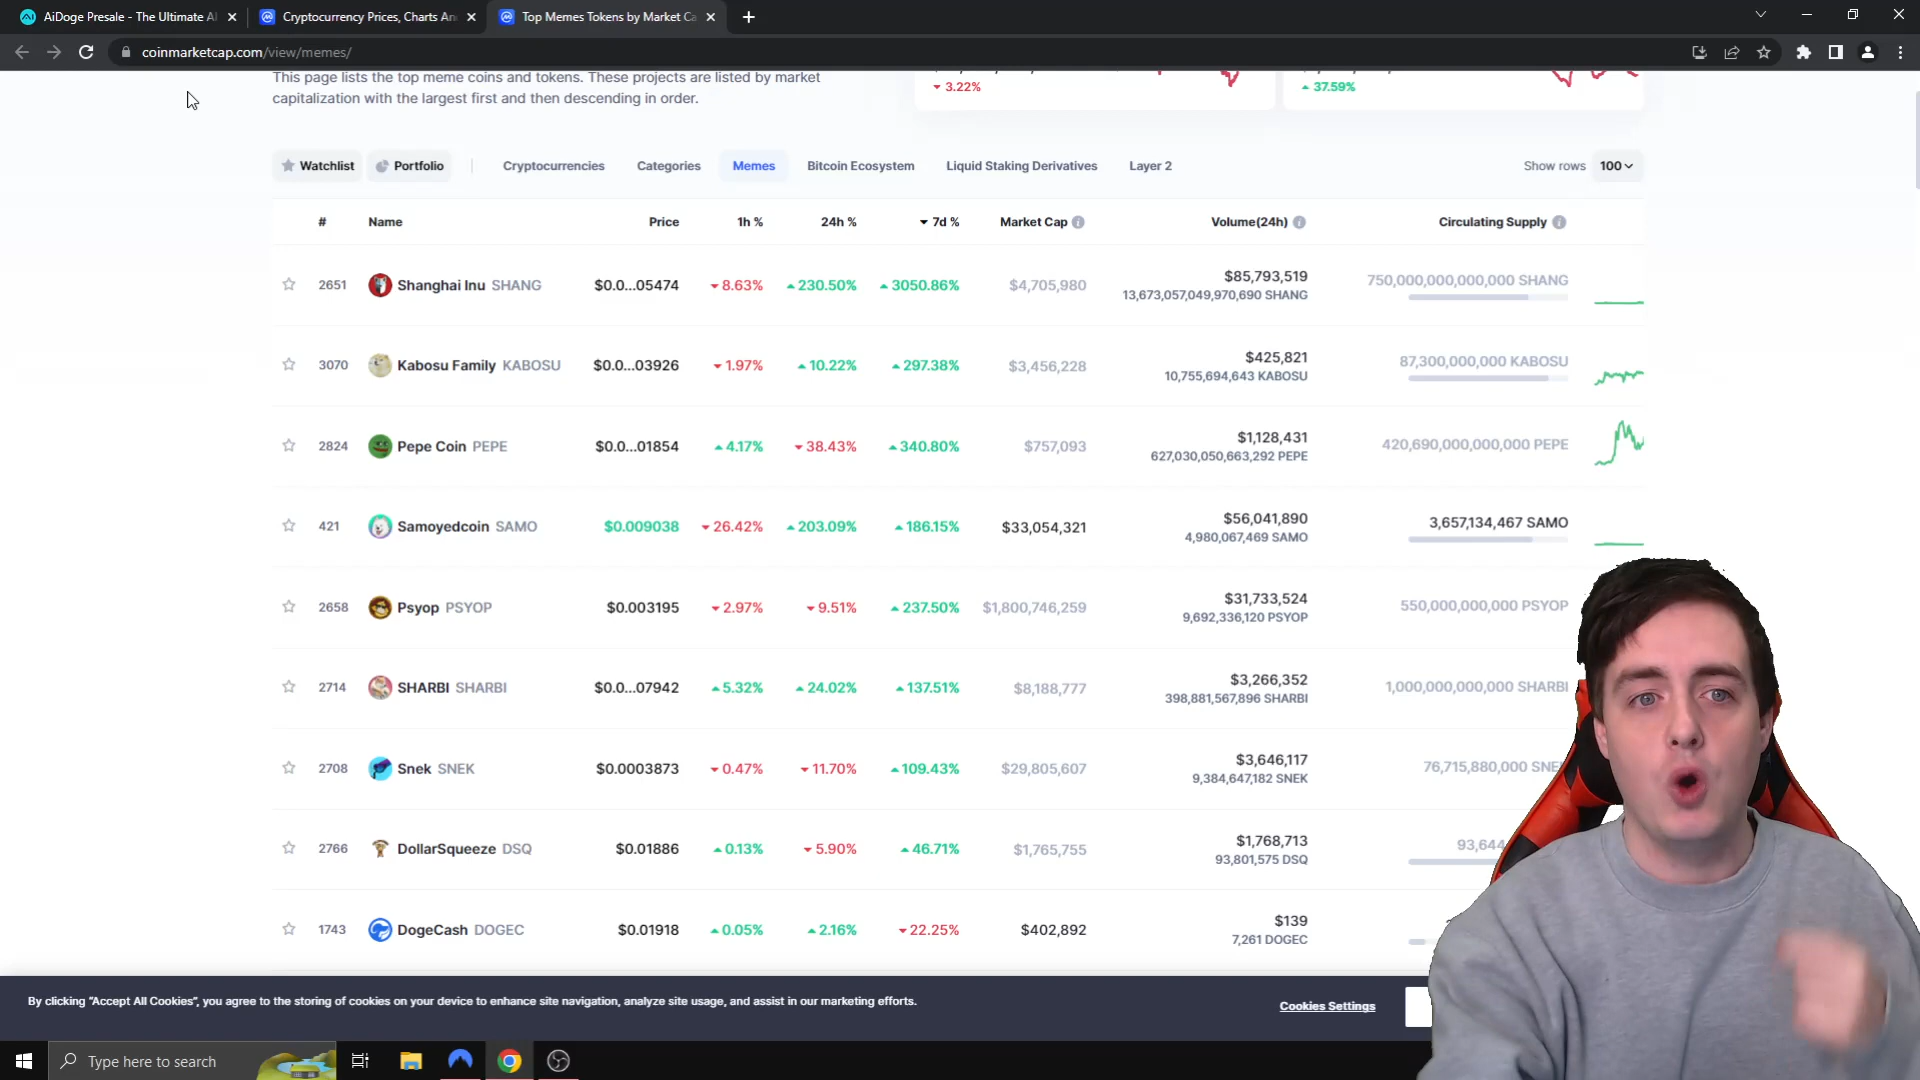 AiDoge Presale - The Ultimate AI
Cryptocurrency Prices, Charts An
Top Memes Tokens by Market Ca
coinmarketcap.com/view/memes/
This page lists the top meme coins and tokens. These projects are listed by market
capitalization with the largest first and then descending in order.
3.22%
37.59%
Watchlist Portfolio Cryptocurrencies Categories Memes Bitcoin Ecosystem Liquid Staking Derivatives Layer 2 Show rows 100
# Name Price 1h % 24h % 7d % Market Cap Volume(24h) Circulating Supply
2651 Shanghai Inu SHANG $0.0...05474 8.63% 230.50% 3050.86% $4,705,980 $85,793,519 750,000,000,000,000 SHANG
13,673,057,049,970,690 SHANG
3070 Kabosu Family KABOSU $0.0...03926 1.97% 10.22% 297.38% $3,456,228 $425,821 87,300,000,000 KABOSU
10,755,694,643 KABOSU
2824 Pepe Coin PEPE $0.0...01854 4.17% 38.43% 340.80% $757,093 $1,128,431 420,690,000,000,000 PEPE
627,030,050,663,292 PEPE
421 Samoyedcoin SAMO $0.009038 26.42% 203.09% 186.15% $33,054,321 $56,041,890 3,657,134,467 SAMO
4,980,067,469 SAMO
2658 Psyop PSYOP $0.003195 2.97% 9.51% 237.50% $1,800,746,259 $31,733,524 550,000,000,000 PSYOP
9,692,336,120 PSYOP
2714 SHARBI SHARBI $0.0...07942 5.32% 24.02% 137.51% $8,188,777 $3,266,352 1,000,000,000,000 SHARBI
398,881,567,896 SHARBI
2708 Snek SNEK $0.0003873 0.47% 11.70% 109.43% $29,805,607 $3,646,117 76,715,880,000 SNE
9,384,647,182 SNEK
2766 DollarSqueeze DSQ $0.01886 0.13% 5.90% 46.71% $1,765,755 $1,768,713 93,644
93,801,575 DSQ
1743 DogeCash DOGEC $0.01918 0.05% 2.16% 22.25% $402,892 $139
7,261 DOGEC
By clicking “Accept All Cookies”, you agree to the storing of cookies on your device to enhance site navigation, analyze site usage, and assist in our marketing efforts.
Cookies Settings
Type here to search